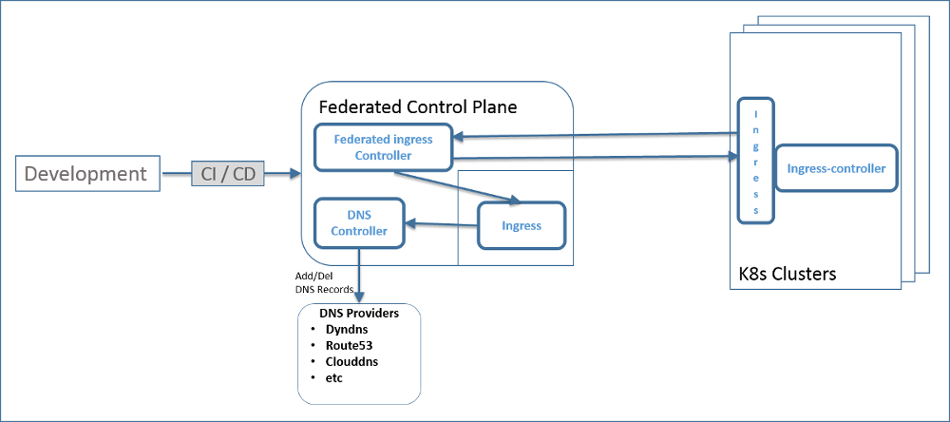 Development
CI / CD
Federated Control Plane
Federated ingress
Controller
DNS
Controller
Ingress
Add/Del
DNS Records
DNS Providers
• Dyndns
• Route53
• Clouddns
• etc
Ingress
Ingress-controller
K8s Clusters